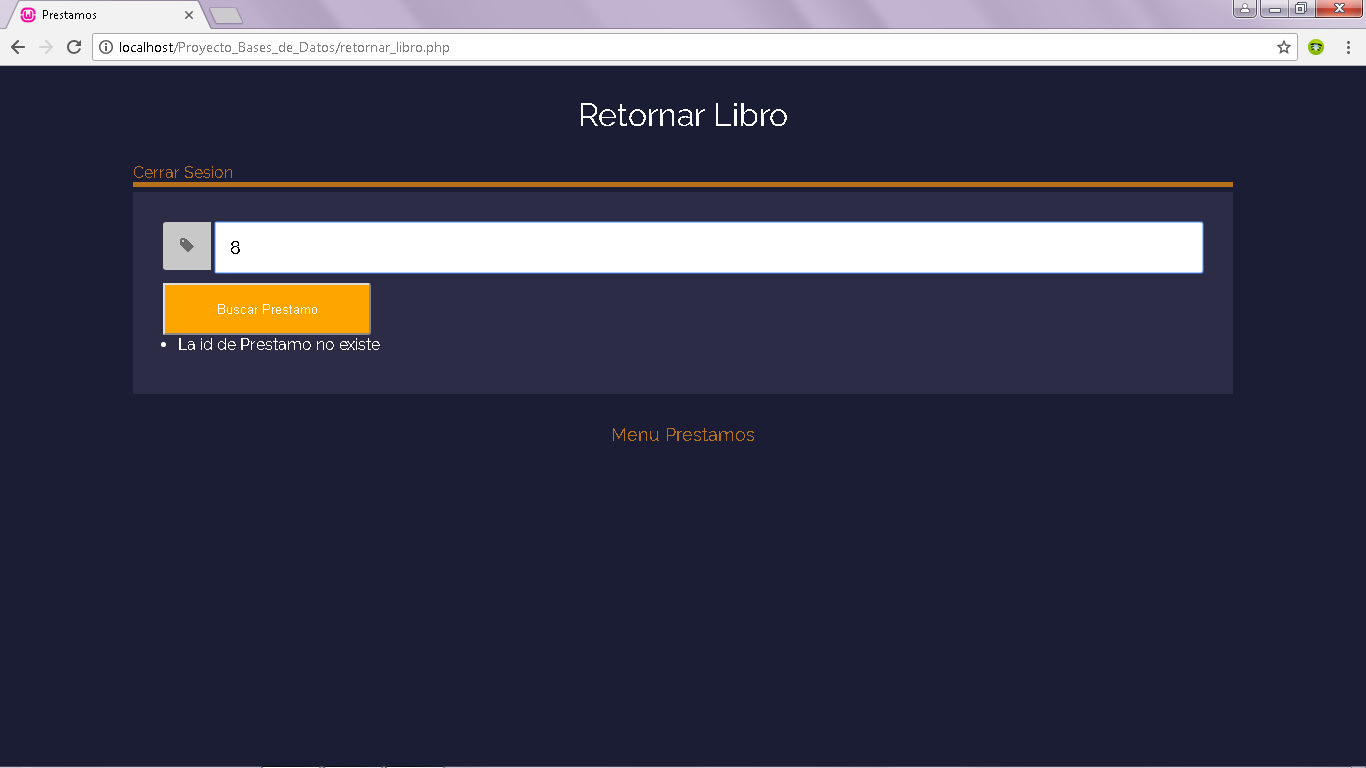 Prestamos
localhost/Proyecto_Bases_de_Datos/retornar_libro.php
Retornar Libro
Cerrar Sesion
8
Buscar Prestamo
La id de Prestamo no existe
Menu Prestamos